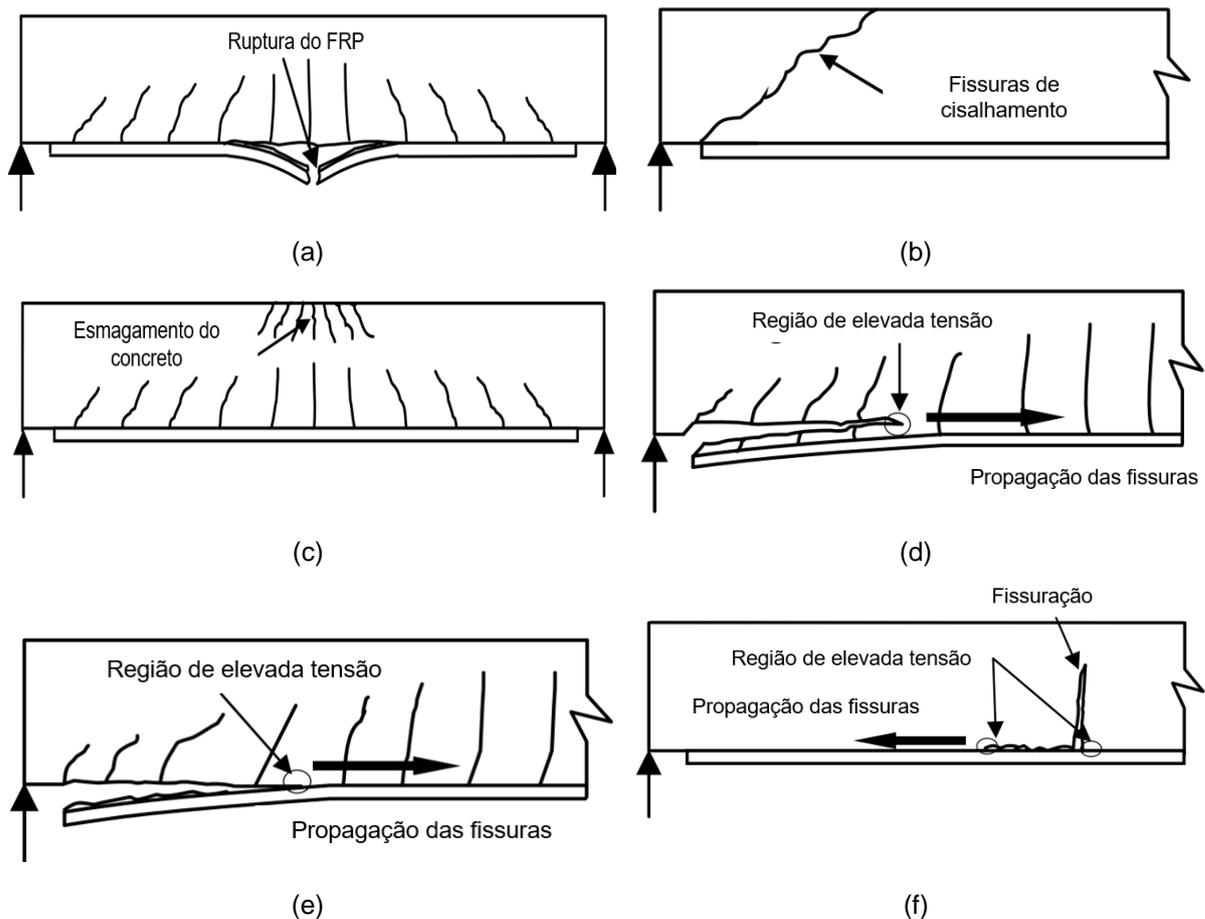 Ruptura do FRP
(a)
Fissuras de
cisalhamento
(b)
Esmagamento do
concreto
(c)
Região de elevada tensão
Propagação das fissuras
(d)
Região de elevada tensão
Propagação das fissuras
(e)
Fissuração
Região de elevada tensão
Propagação das fissuras
(f)